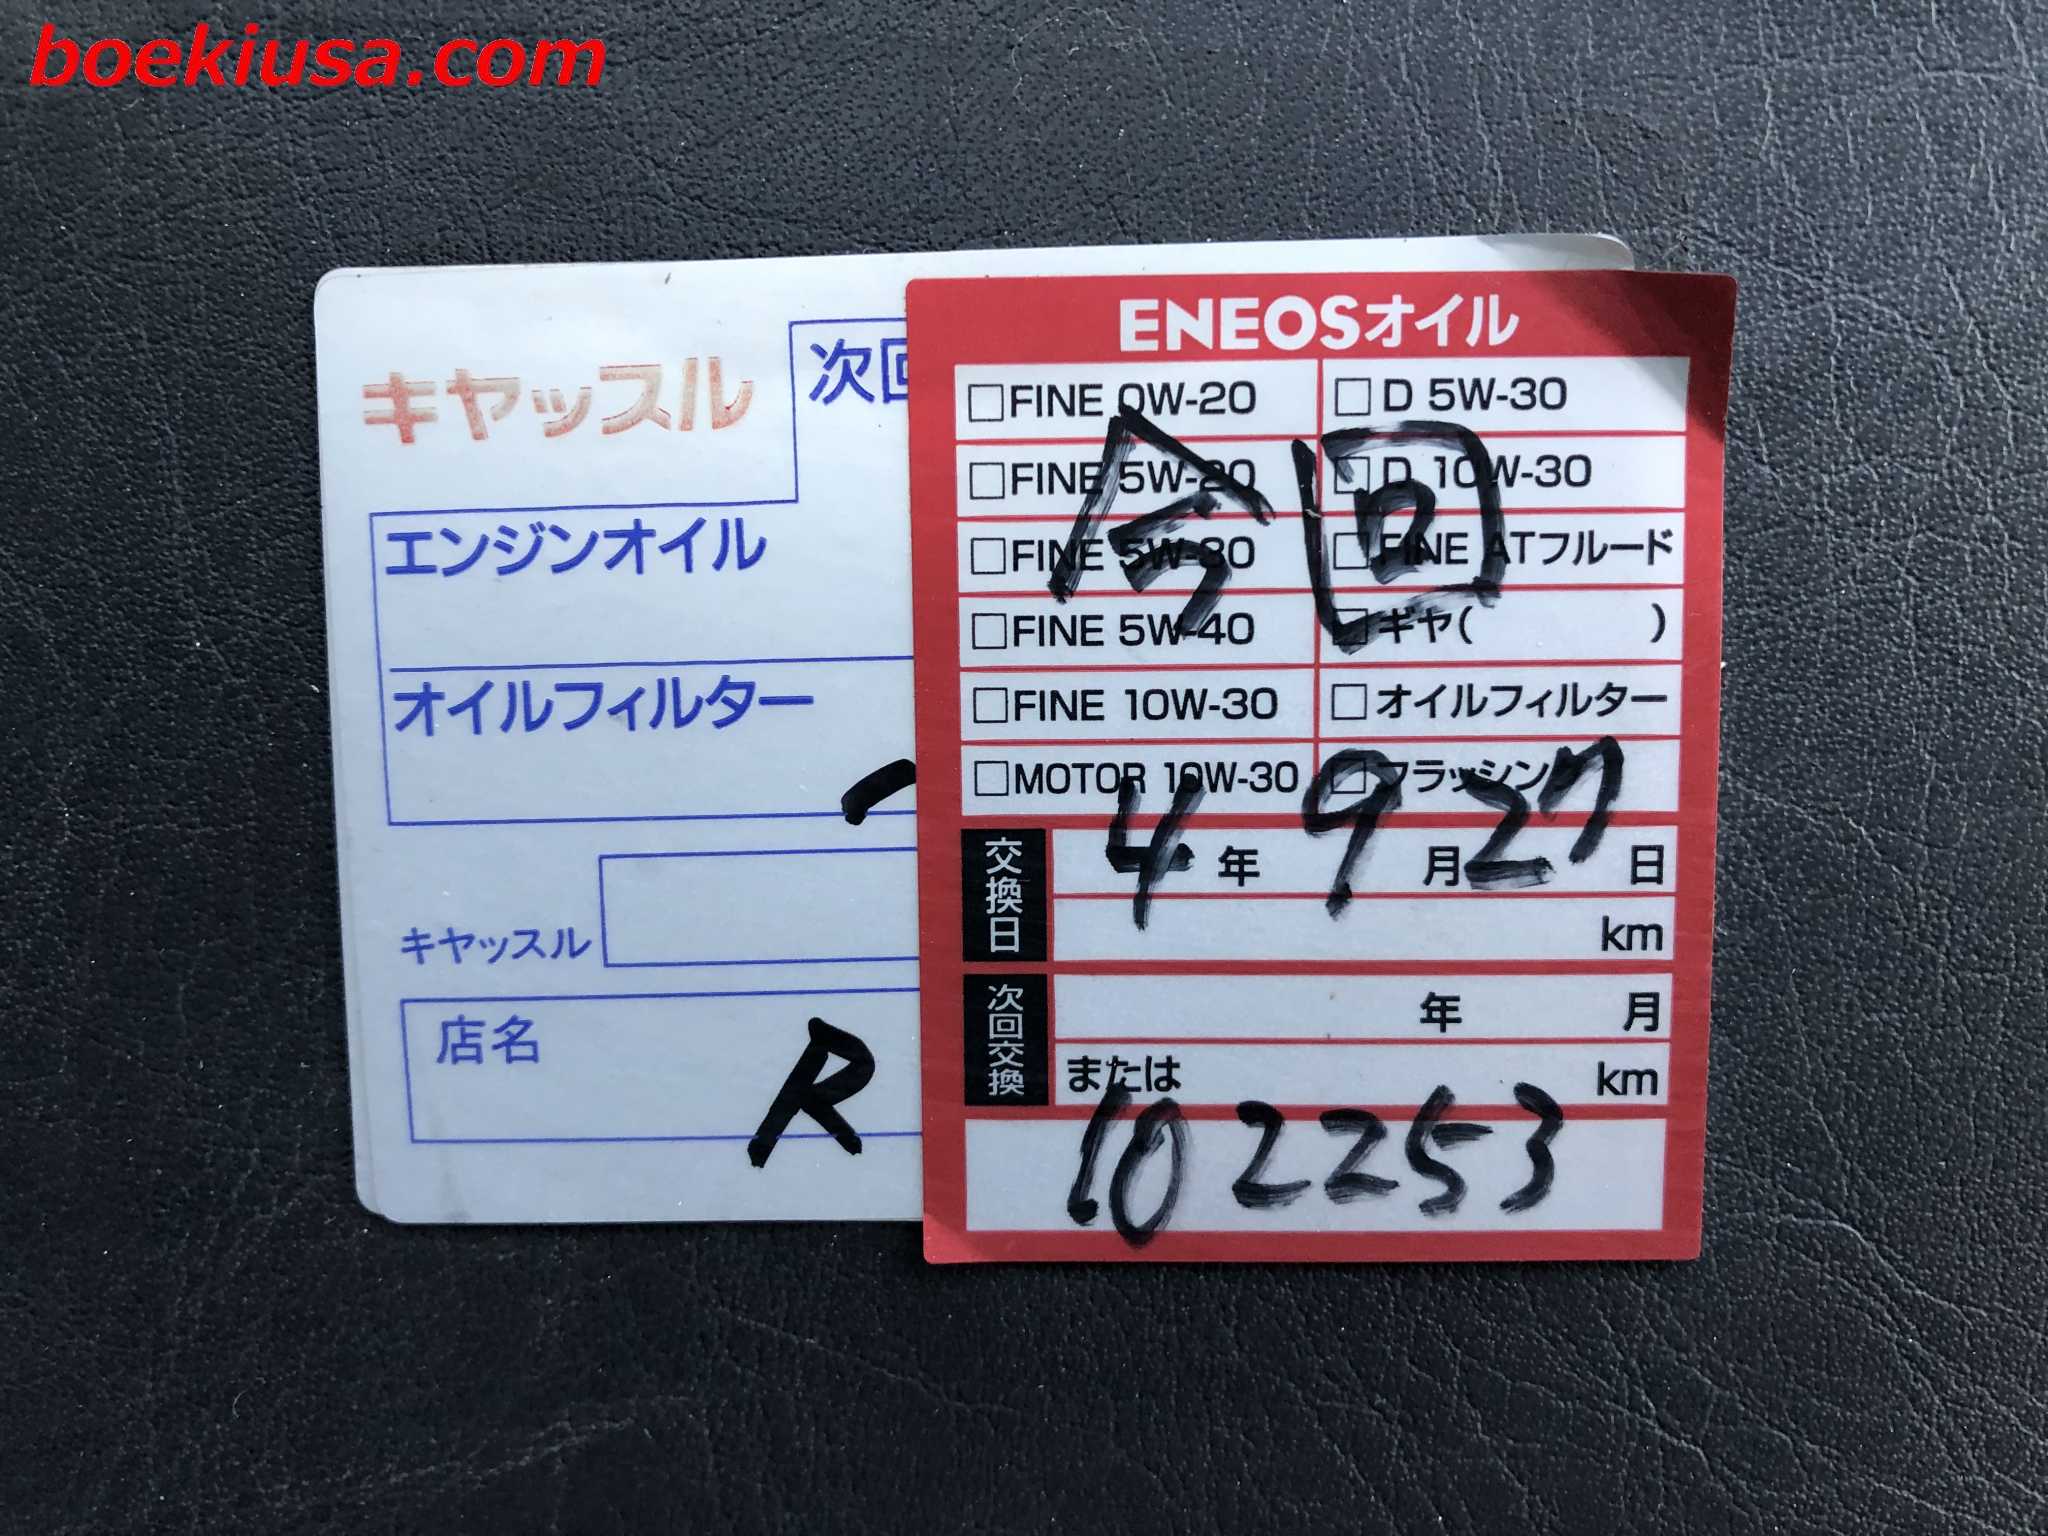 boekiusa.com
キャッスル
次回
エンジンオイル
オイルフィルター
キャッスル
店名
R
ENEOSオイル
□FINE 0W-20 □D 5W-30
□FINE 5W-20 □D 10W-30
□FINE 5W-30 □FINE ATフルード
□FINE 5W-40 □ギヤ( )
□FINE 10W-30 □オイルフィルター
□MOTOR 10W-30 □フラッシング
今回
交換日 4年 9月 27日
km
次回交換 年 月
または km
102253